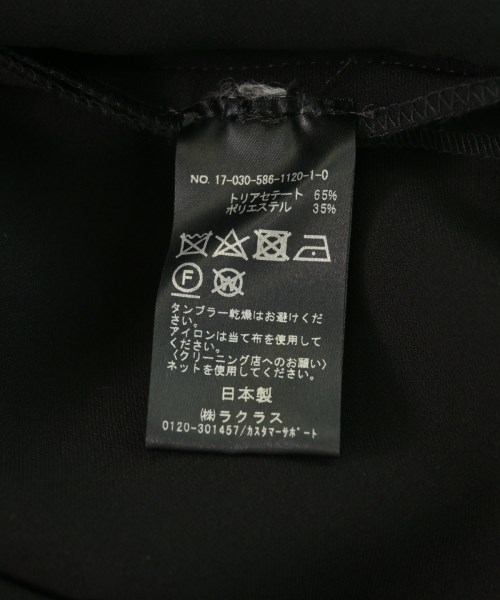 NO. 17-030-586-1120-1-0
トリアセテート 65%
ポリエステル 35%
F
W
タンブラー乾燥はお避けくだ
さい。
アイロンは当て布を使用して
ください。
〈クリーニング店へのお願い〉
ネットを使用してください。
日本製
㈱ラクラス
0120-301457/カスタマーサポート